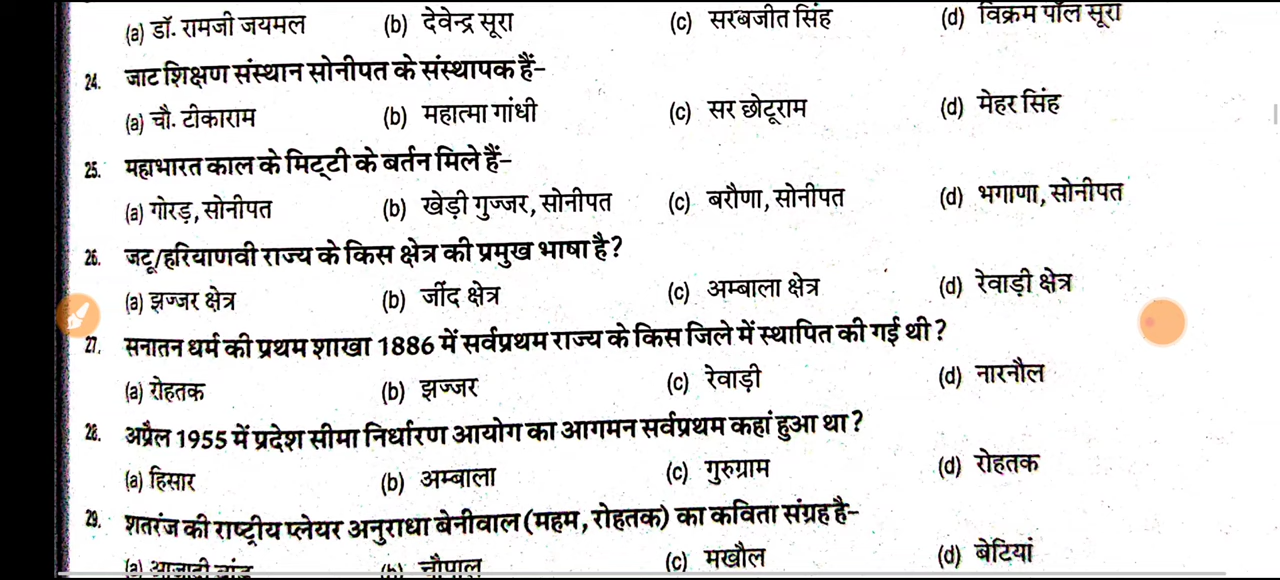 (a) डॉ. रामजी जयमल (b) देवेन्द्र सूरा (c) सरबजीत सिंह (d) विक्रम पॉल सूरा
24. जाट शिक्षण संस्थान सोनीपत के संस्थापक हैं-
(a) चौ. टीकाराम (b) महात्मा गांधी (c) सर छोटूराम (d) मेहर सिंह
25. महाभारत काल के मिट्टी के बर्तन मिले हैं-
(a) गोरड़, सोनीपत (b) खेड़ी गुज्जर, सोनीपत (c) बरौणा, सोनीपत (d) भगाणा, सोनीपत
26. जटू/हरियाणवी राज्य के किस क्षेत्र की प्रमुख भाषा है?
(a) झज्जर क्षेत्र (b) जींद क्षेत्र (c) अम्बाला क्षेत्र (d) रेवाड़ी क्षेत्र
27. सनातन धर्म की प्रथम शाखा 1886 में सर्वप्रथम राज्य के किस जिले में स्थापित की गई थी?
(a) रोहतक (b) झज्जर (c) रेवाड़ी (d) नारनौल
28. अप्रैल 1955 में प्रदेश सीमा निर्धारण आयोग का आगमन सर्वप्रथम कहां हुआ था?
(a) हिसार (b) अम्बाला (c) गुरुग्राम (d) रोहतक
29. शतरंज की राष्ट्रीय प्लेयर अनुराधा बेनीवाल (महम, रोहतक) का कविता संग्रह है-
(a) आजादी ब्रांड (b) चौपाल (c) मखौल (d) बेटियां